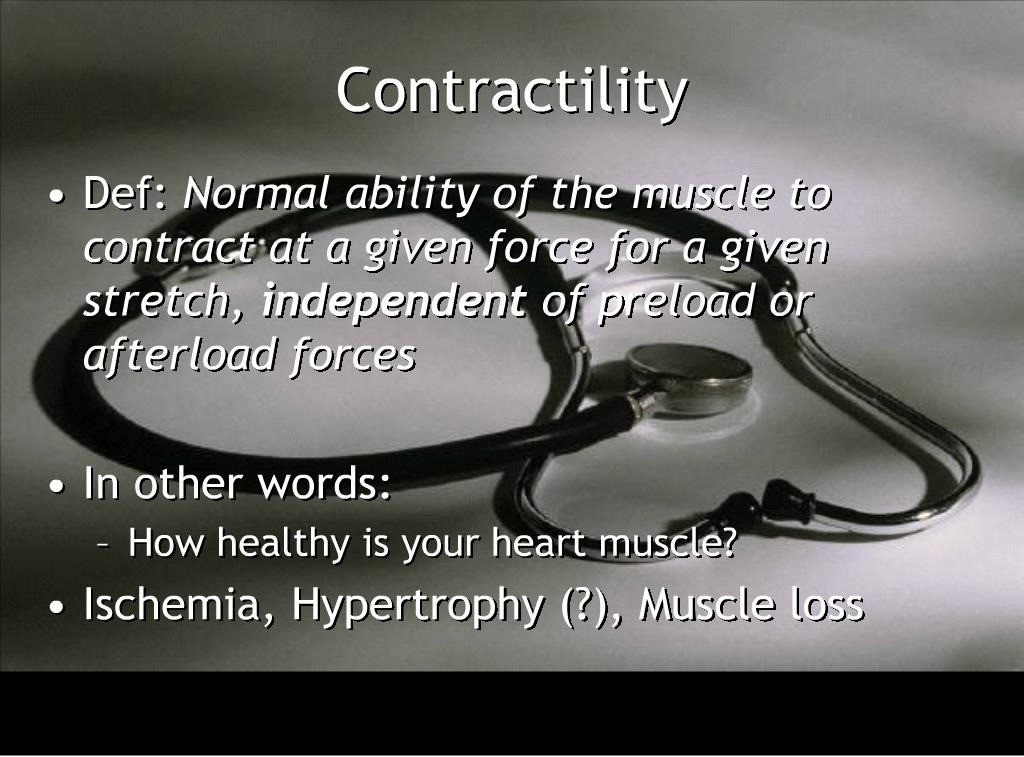 Contractility
• Def: Normal ability of the muscle to
contract at a given force for a given
stretch, independent of preload or
afterload forces
• In other words:
– How healthy is your heart muscle?
• Ischemia, Hypertrophy (?), Muscle loss